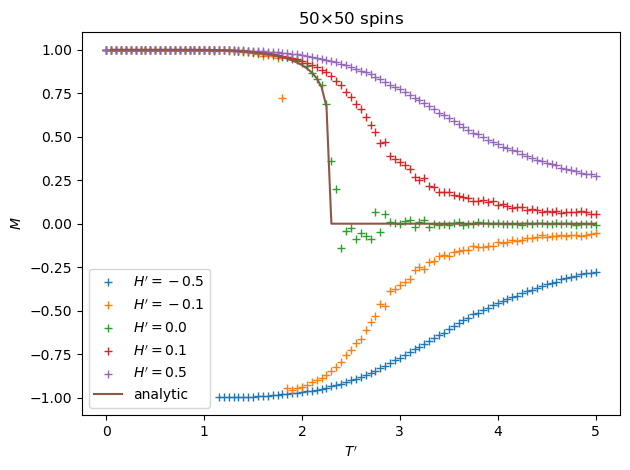 50×50 spins
1.00
0.75
0.50
0.25
0.00
−0.25
−0.50
−0.75
−1.00
M
H′ = −0.5
H′ = −0.1
H′ = 0.0
H′ = 0.1
H′ = 0.5
analytic
0 1 2 3 4 5
T′